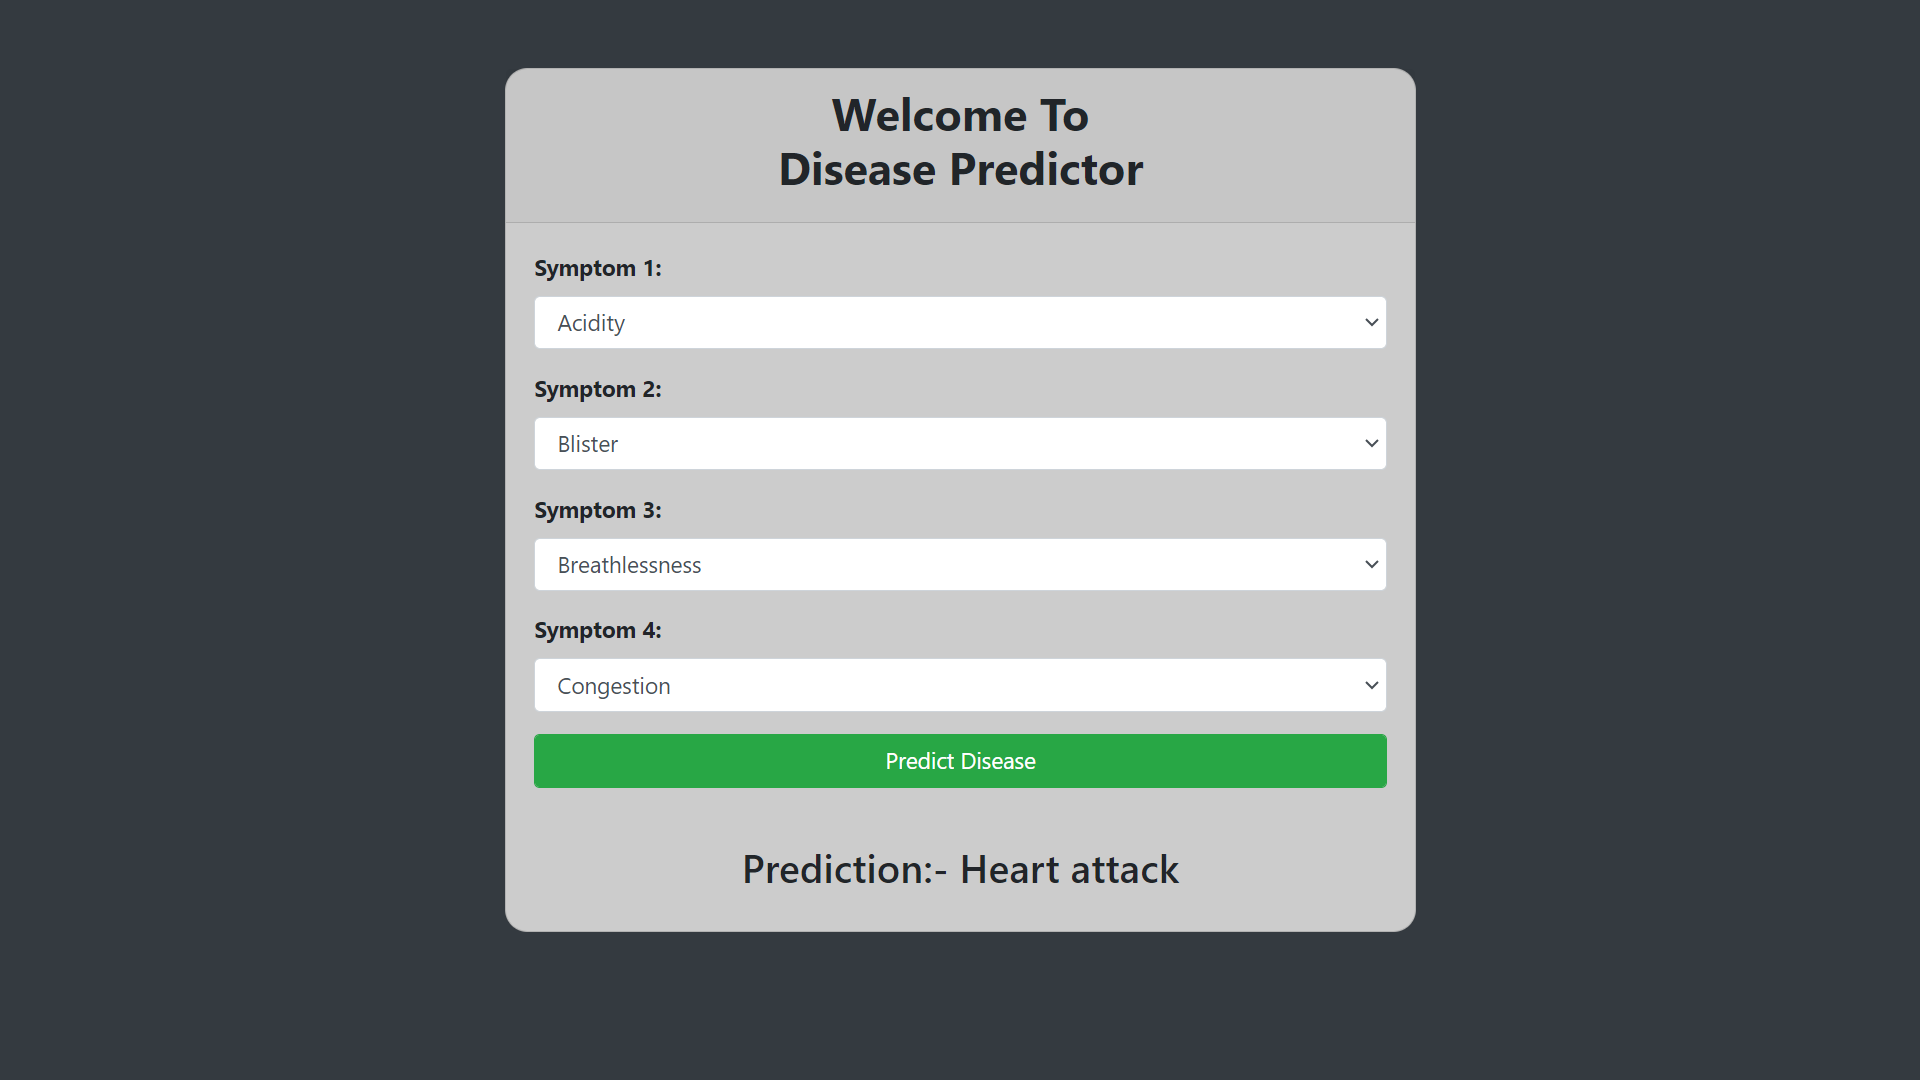 Welcome To
Disease Predictor
Symptom 1:
Acidity
Symptom 2:
Blister
Symptom 3:
Breathlessness
Symptom 4:
Congestion
Predict Disease
Prediction:- Heart attack